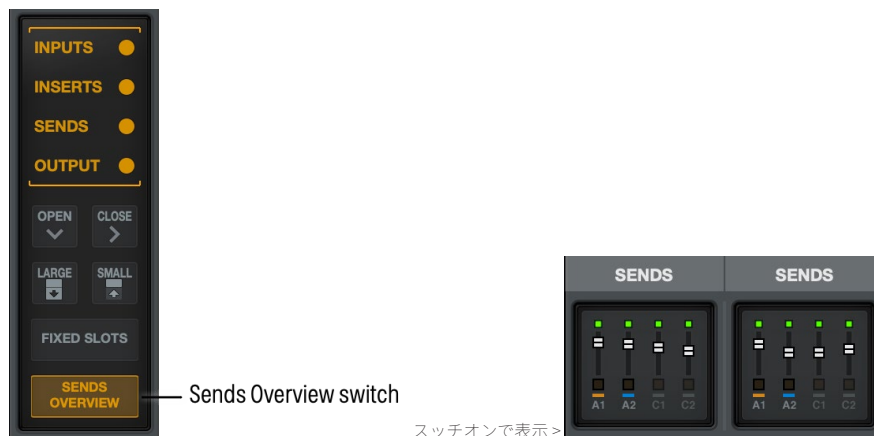 INPUTS
INSERTS
SENDS
OUTPUT
OPEN CLOSE
LARGE SMALL
FIXED SLOTS
SENDS
OVERVIEW
Sends Overview switch
スッチオンで表示 >
SENDS SENDS
A1 A2 C1 C2 A1 A2 C1 C2